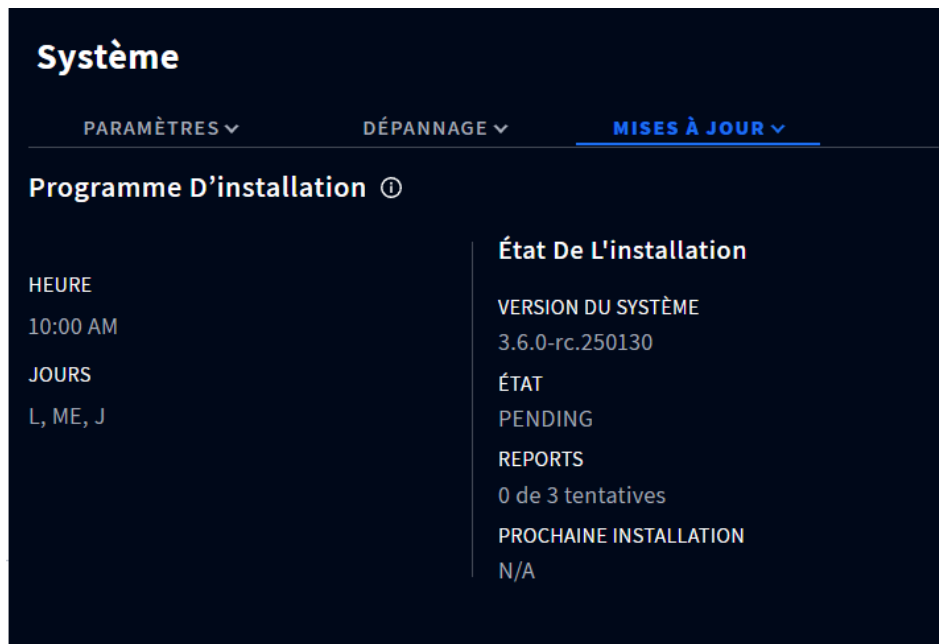 Système
PARAMÈTRES
DÉPANNAGE
MISES À JOUR
Programme D’installation
HEURE
10:00 AM
JOURS
L, ME, J
État De L'installation
VERSION DU SYSTÈME
3.6.0-rc.250130
ÉTAT
PENDING
REPORTS
0 de 3 tentatives
PROCHAINE INSTALLATION
N/A